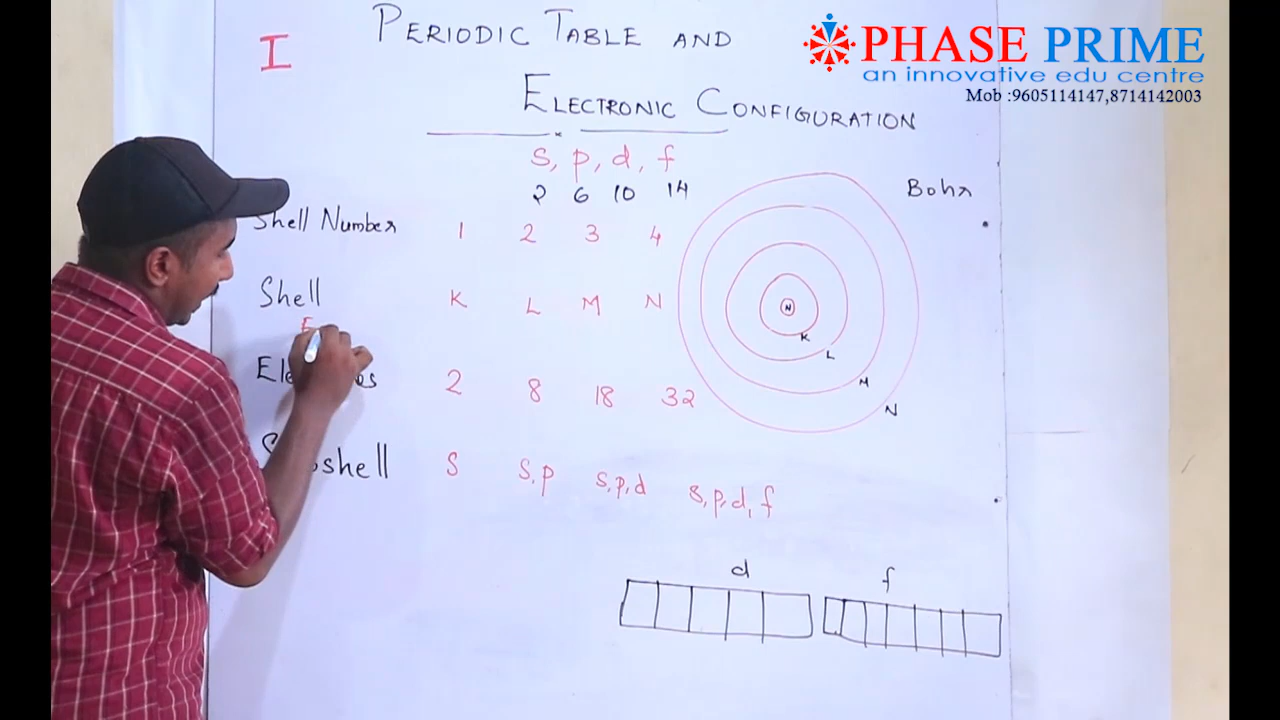 I
PERIODIC TABLE AND
ELECTRONIC CONFIGURATION
PHASE PRIME
an innovative edu centre
Mob :9605114147,8714142003
s, p, d, f
2 6 10 14
Bohr
Shell Number 1 2 3 4
Shell K L M N
N
K
L
M
N
2 8 18 32
S S,p S,p,d S,p,d,f
d f